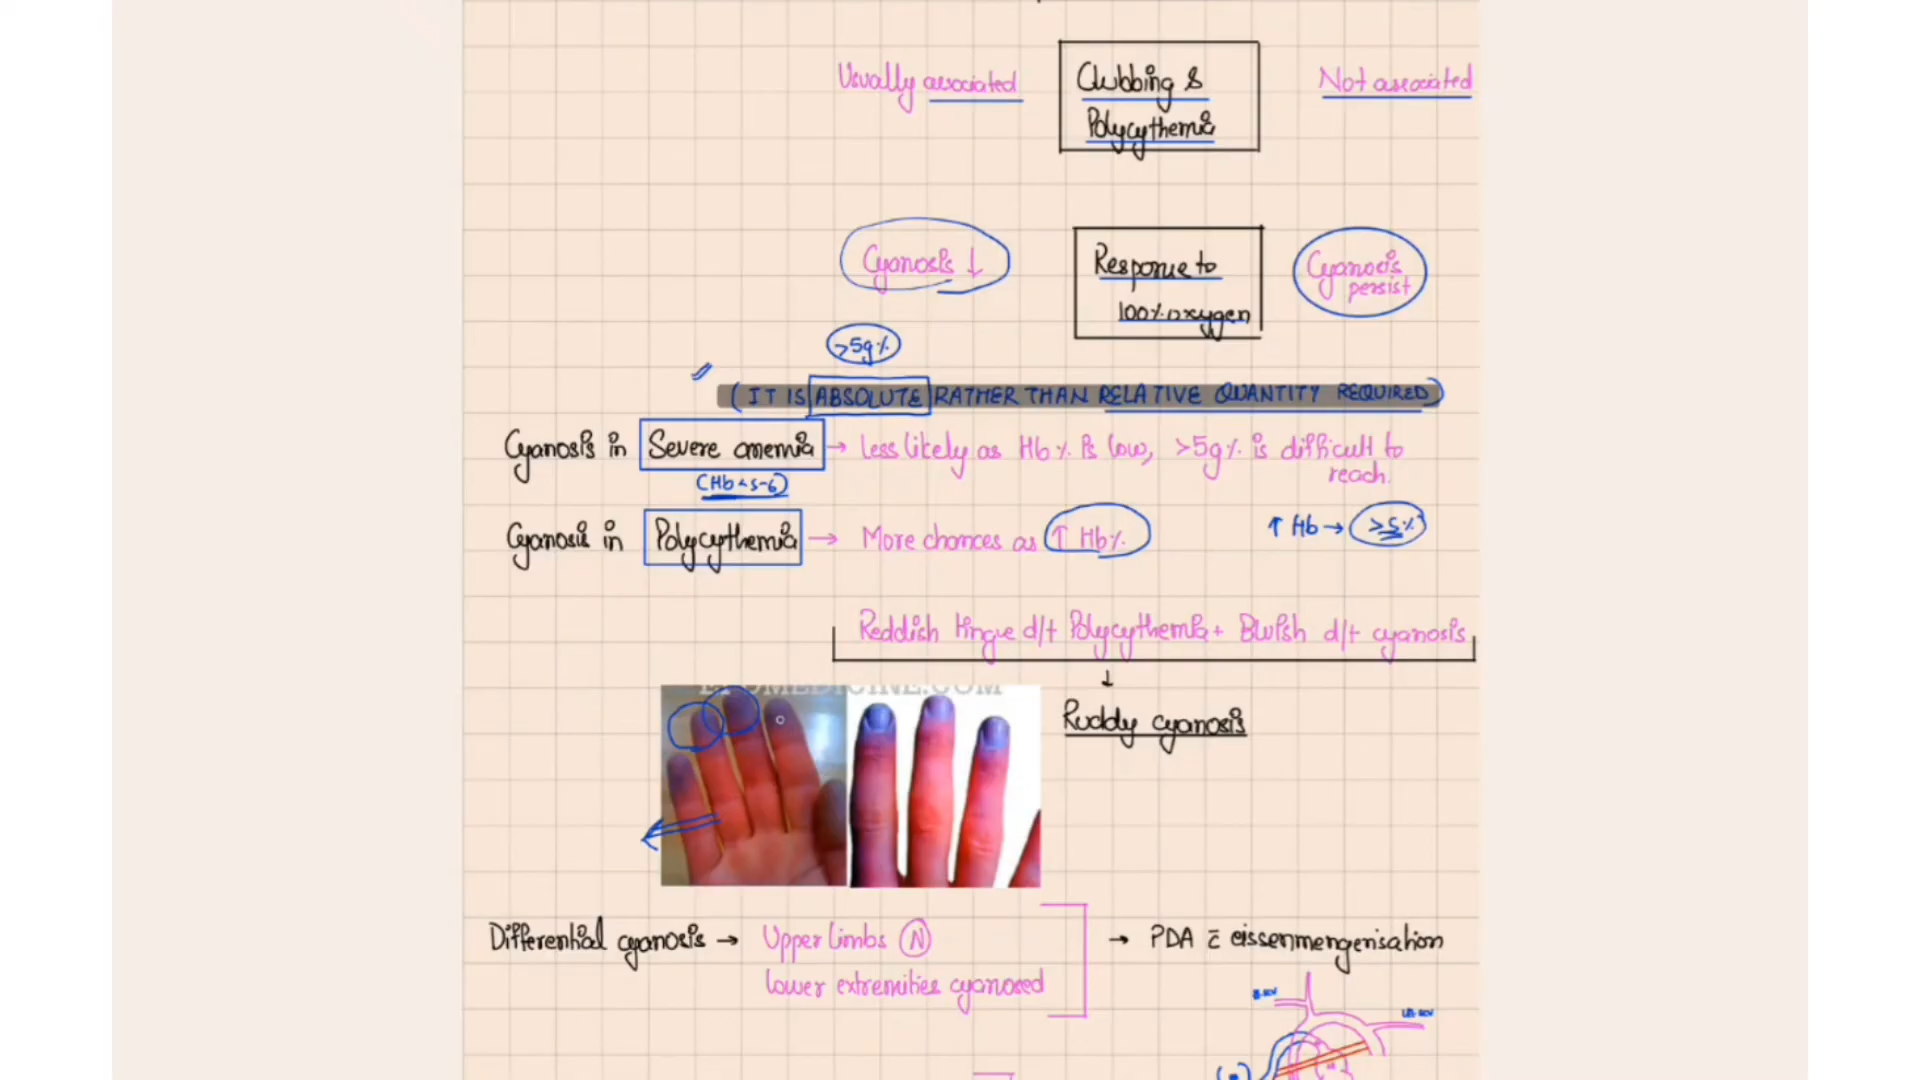 Usually associated
Clubbing &
Polycythemia
Not associated
Cyanosis ↓
Response to
100% oxygen
Cyanosis
persist
>5g%
(IT IS ABSOLUTE RATHER THAN RELATIVE QUANTITY REQUIRED)
Cyanosis in Severe anemia → Less likely as Hb% is low, >5g% is difficult to
reach.
(Hb<5-6)
Cyanosis in Polycythemia → More chances as ↑ Hb%
↑ Hb → >5%
Reddish tinge d/t Polycythemia + Bluish d/t cyanosis
↓
Ruddy cyanosis
EPOMEDICINE.COM
Differential cyanosis → Upper limbs (N)
lower extremities cyanosed
→ PDA c̄ eissenmengerisation